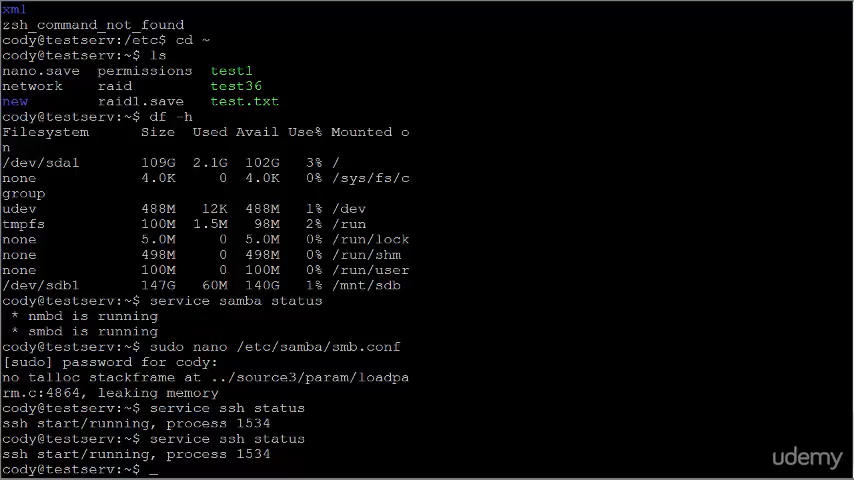 xml
zsh_command_not_found
cody@testserv:/etc$ cd ~
cody@testserv:~$ ls
nano.save  permissions  test1
network    raid         test36
new        raid1.save   test.txt
cody@testserv:~$ df -h
Filesystem      Size  Used Avail Use% Mounted o
n
/dev/sda1       109G  2.1G  102G   3% /
none            4.0K     0  4.0K   0% /sys/fs/c
group
udev            488M   12K  488M   1% /dev
tmpfs           100M  1.5M   98M   2% /run
none            5.0M     0  5.0M   0% /run/lock
none            498M     0  498M   0% /run/shm
none            100M     0  100M   0% /run/user
/dev/sdb1       147G   60M  140G   1% /mnt/sdb
cody@testserv:~$ service samba status
 * nmbd is running
 * smbd is running
cody@testserv:~$ sudo nano /etc/samba/smb.conf
[sudo] password for cody:
no talloc stackframe at ../source3/param/loadpa
rm.c:4864, leaking memory
cody@testserv:~$ service ssh status
ssh start/running, process 1534
cody@testserv:~$ service ssh status
ssh start/running, process 1534
cody@testserv:~$ _
udemy